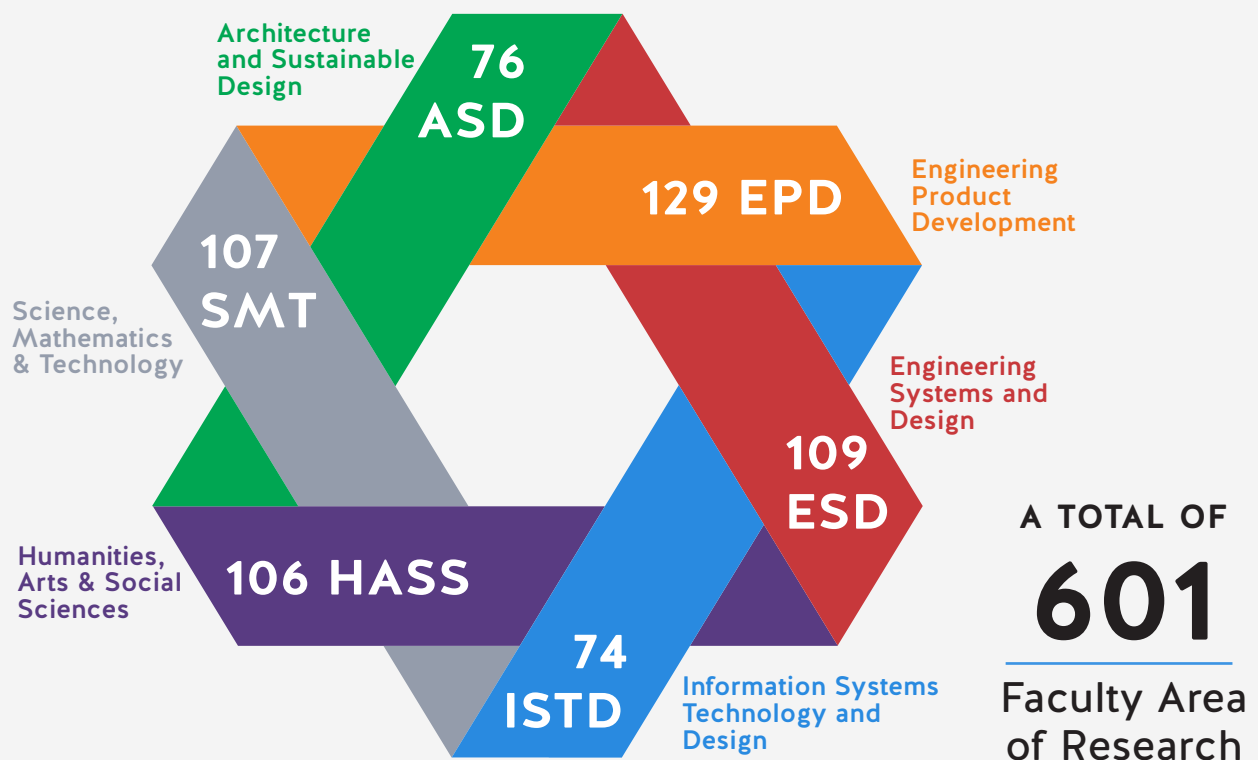 Architecture
and Sustainable
Design
76
ASD
129 EPD
Engineering
Product
Development
107
SMT
Science,
Mathematics
& Technology
Engineering
Systems and
Design
109
ESD
Humanities,
Arts & Social
Sciences
106 HASS
74
ISTD
Information Systems
Technology and
Design
A TOTAL OF
601
Faculty Area
of Research